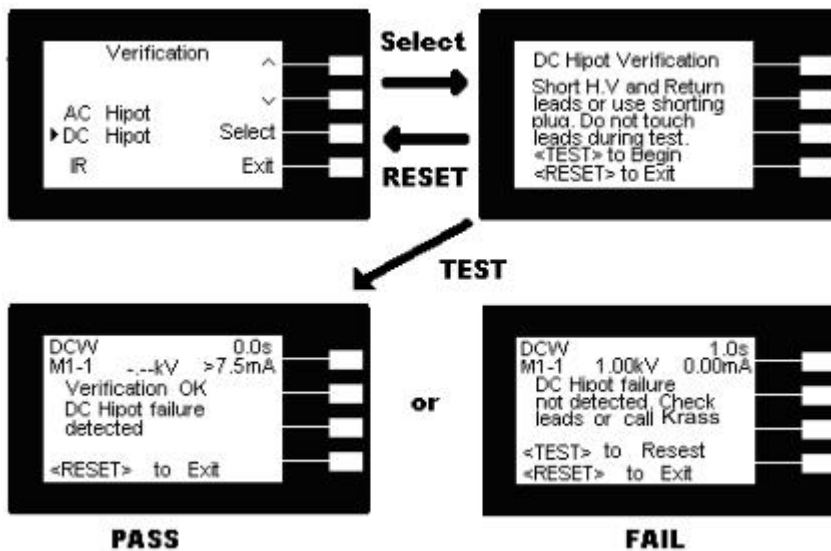 Verification
^
v
AC Hipot
▶DC Hipot Select
IR Exit
Select
RESET
DC Hipot Verification
Short H.V and Return
leads or use shorting
plug. Do not touch
leads during test.
<TEST> to Begin
<RESET> to Exit
TEST
DCW 0.0s
M1-1 -.--kV >7.5mA
Verification OK
DC Hipot failure
detected
<RESET> to Exit
PASS
or
DCW 1.0s
M1-1 1.00kV 0.00mA
DC Hipot failure
not detected. Check
leads or call Krass
<TEST> to Resest
<RESET> to Exit
FAIL